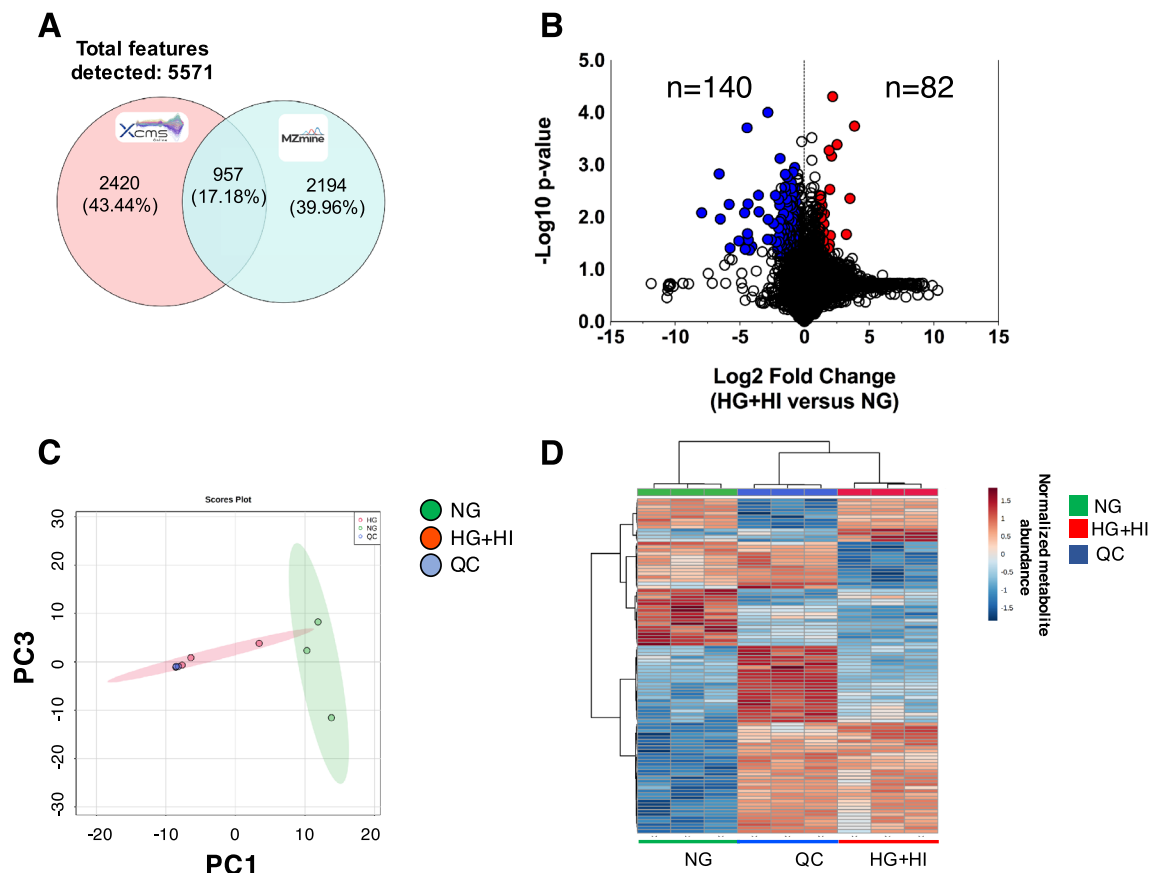 A
Total features
detected: 5571
Xcms
Online
MZmine
2420
(43.44%)
957
(17.18%)
2194
(39.96%)
B
n=140
n=82
-Log10 p-value
5.0
4.0
3.0
2.0
1.0
0.0
-15
-10
-5
0
5
10
15
Log2 Fold Change
(HG+HI versus NG)
C
Scores Plot
HG
NG
QC
PC3
30
20
10
0
-10
-20
-30
-20
-10
0
10
20
PC1
NG
HG+HI
QC
D
1.5
1
0.5
0
-0.5
-1
-1.5
Normalized metabolite
abundance
NG
HG+HI
QC
NG
QC
HG+HI